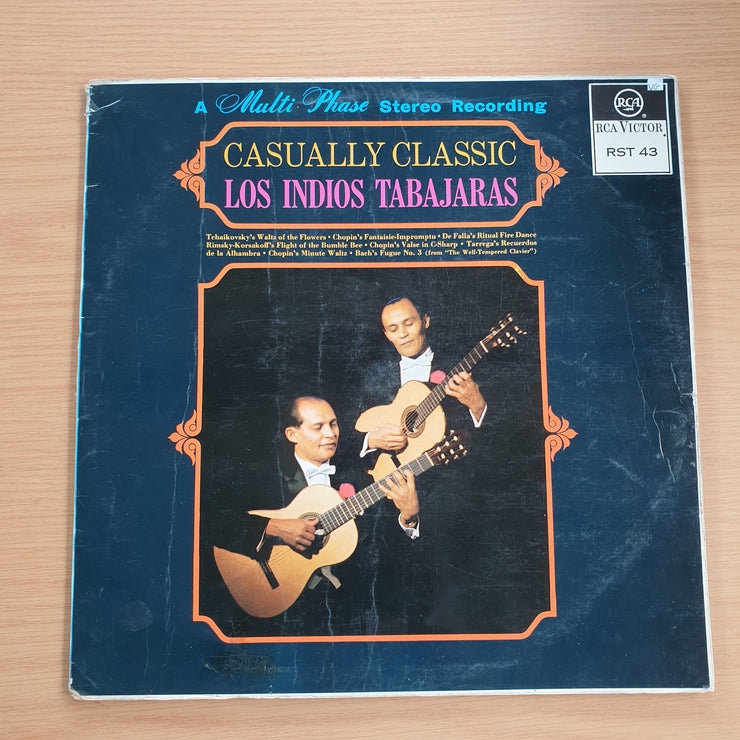 A Multi-Phase Stereo Recording
VG
RCA
RCA VICTOR
RST 43
CASUALLY CLASSIC
LOS INDIOS TABAJARAS
Tchaikovsky's Waltz of the Flowers • Chopin's Fantaisie-Impromptu • De Falla's Ritual Fire Dance
Rimsky-Korsakoff's Flight of the Bumble Bee • Chopin's Valse in C-Sharp • Tarrega's Recuerdos
de la Alhambra • Chopin's Minute Waltz • Bach's Fugue No. 3 (from "The Well-Tempered Clavier")